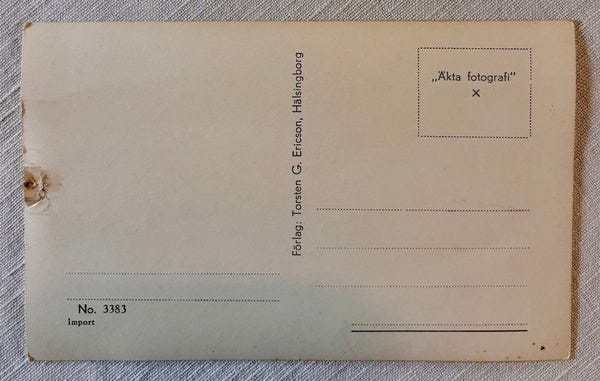 „Äkta fotografi"
×
Förlag: Torsten G. Ericson, Hälsingborg
No. 3383
Import